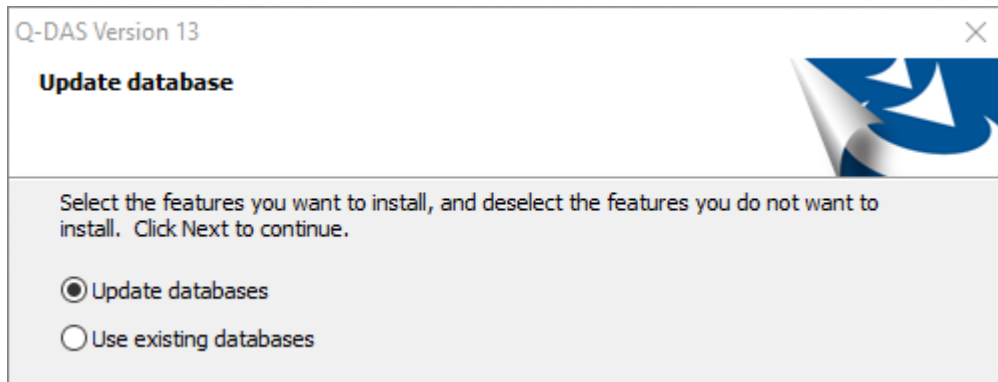 Q-DAS Version 13
Update database
Select the features you want to install, and deselect the features you do not want to
install. Click Next to continue.
Update databases
Use existing databases